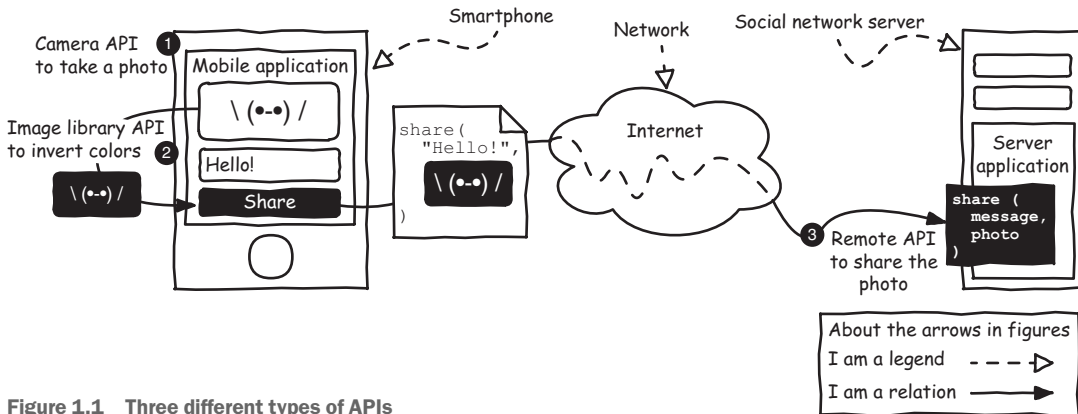 Smartphone
Network
Social network server
Camera API
to take a photo
1
Mobile application
\ (•-•) /
Image library API
to invert colors
2
Hello!
\ (•-•) /
Share
share(
"Hello!",
\ (•-•) /
)
Internet
Server
application
share (
message,
photo
)
3
Remote API
to share the
photo
About the arrows in figures
I am a legend
I am a relation
Figure 1.1 Three different types of APIs